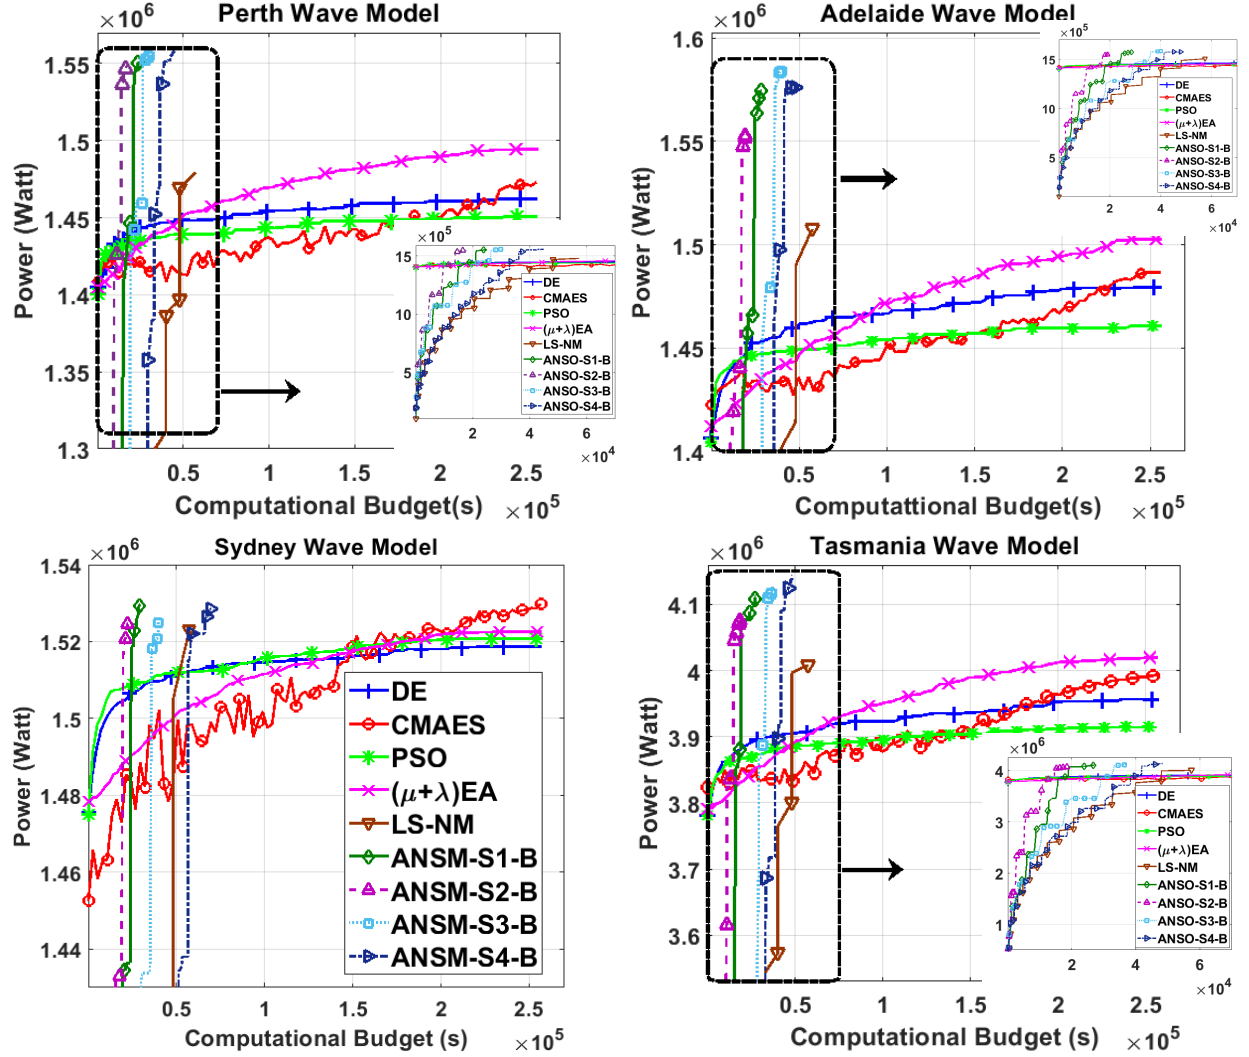 Perth Wave Model
×10⁶
1.55
1.5
1.45
1.4
1.35
1.3
Power (Watt)
0.5
1
1.5
2
2.5
Computational Budget(s)
×10⁵
×10⁵
15
10
5
2
4
6
×10⁴
DE
CMAES
PSO
(μ+λ)EA
LS-NM
ANSO-S1-B
ANSO-S2-B
ANSO-S3-B
ANSO-S4-B
Adelaide Wave Model
×10⁶
1.6
1.55
1.5
1.45
1.4
Power (Watt)
0.5
1
1.5
2
2.5
Computattional Budget(s)
×10⁵
×10⁵
15
10
5
2
4
6
×10⁴
DE
CMAES
PSO
(μ+λ)EA
LS-NM
ANSO-S1-B
ANSO-S2-B
ANSO-S3-B
ANSO-S4-B
Sydney Wave Model
×10⁶
1.54
1.52
1.5
1.48
1.46
1.44
Power (Watt)
0.5
1
1.5
2
2.5
Computational Budget (s)
×10⁵
DE
CMAES
PSO
(μ+λ)EA
LS-NM
ANSM-S1-B
ANSM-S2-B
ANSM-S3-B
ANSM-S4-B
Tasmania Wave Model
×10⁶
4.1
4
3.9
3.8
3.7
3.6
Power (Watt)
0.5
1
1.5
2
2.5
Computational Budget (s)
×10⁵
×10⁶
4
3
2
1
2
4
6
×10⁴
DE
CMAES
PSO
(μ+λ)EA
LS-NM
ANSO-S1-B
ANSO-S2-B
ANSO-S3-B
ANSO-S4-B